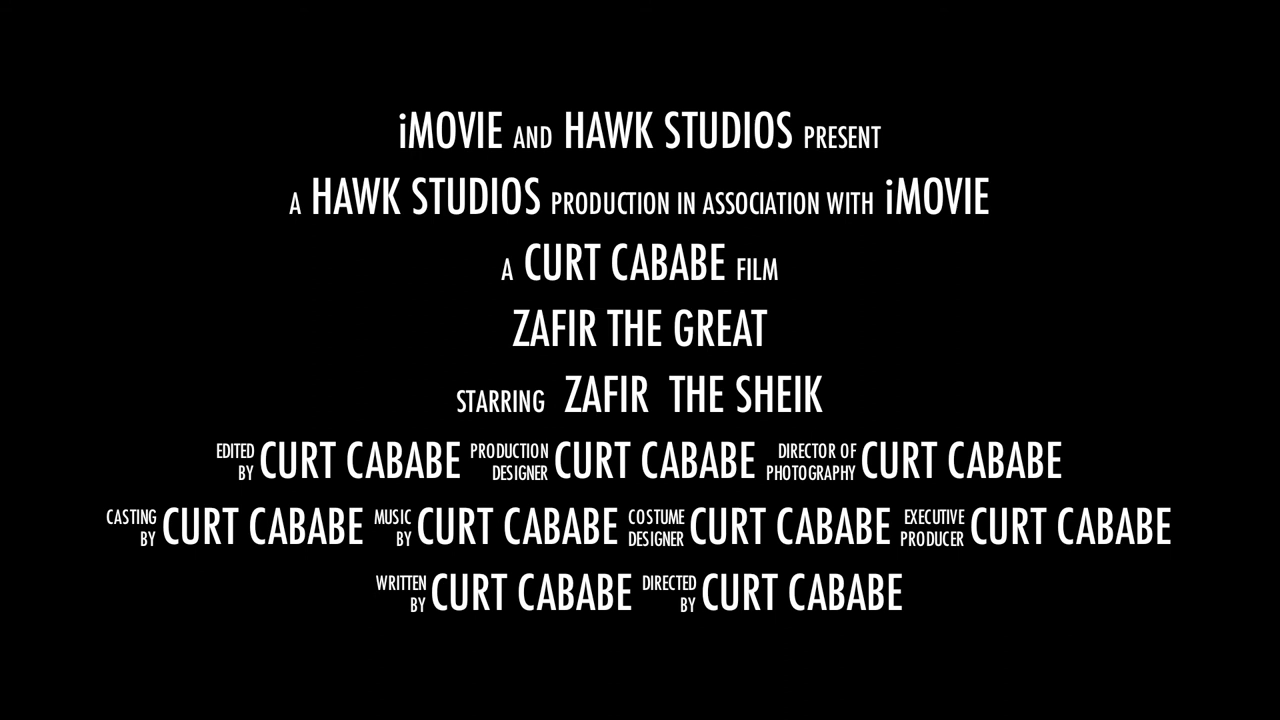 iMOVIE AND HAWK STUDIOS PRESENT
A HAWK STUDIOS PRODUCTION IN ASSOCIATION WITH iMOVIE
A CURT CABABE FILM
ZAFIR THE GREAT
STARRING ZAFIR THE SHEIK
EDITED BY CURT CABABE PRODUCTION DESIGNER CURT CABABE DIRECTOR OF PHOTOGRAPHY CURT CABABE
CASTING BY CURT CABABE MUSIC BY CURT CABABE COSTUME DESIGNER CURT CABABE EXECUTIVE PRODUCER CURT CABABE
WRITTEN BY CURT CABABE DIRECTED BY CURT CABABE